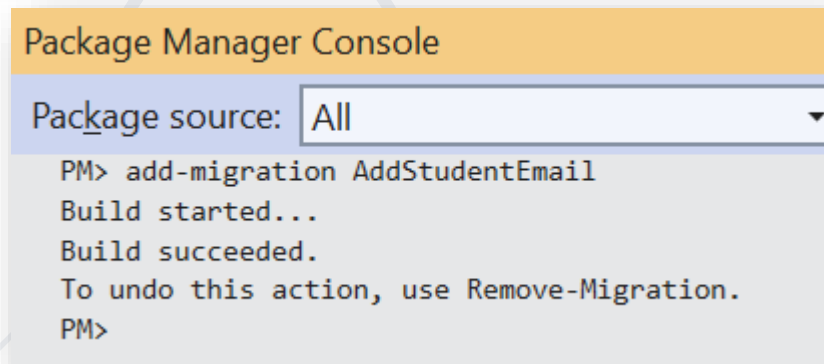 Package Manager Console
Package source: All
PM> add-migration AddStudentEmail
Build started...
Build succeeded.
To undo this action, use Remove-Migration.
PM>